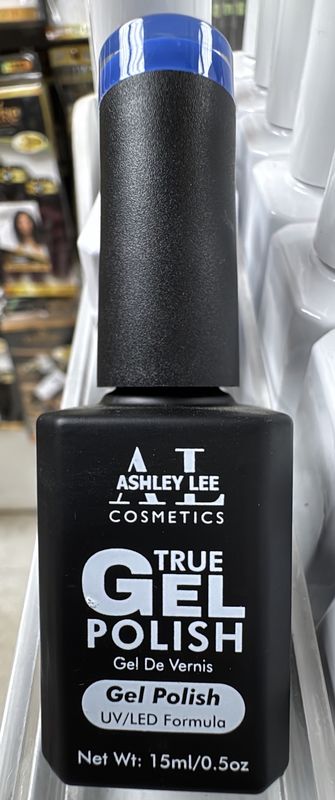 AL
ASHLEY LEE
COSMETICS
TRUE
GEL
POLISH
Gel De Vernis
Gel Polish
UV/LED Formula
Net Wt: 15ml/0.5oz